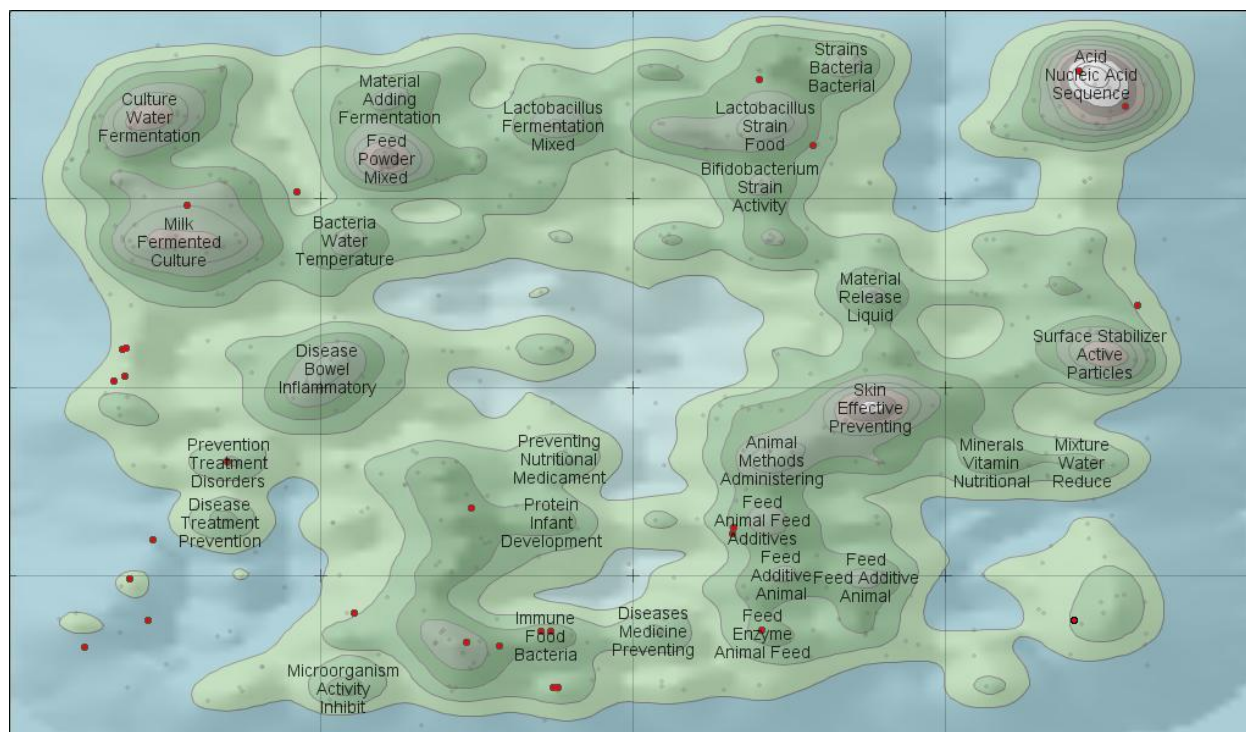 Strains
Bacteria
Bacterial
Acid
Nucleic Acid
Sequence
Culture
Water
Fermentation
Material
Adding
Fermentation
Feed
Powder
Mixed
Lactobacillus
Fermentation
Mixed
Lactobacillus
Strain
Food
Bifidobacterium
Strain
Activity
Milk
Fermented
Culture
Bacteria
Water
Temperature
Material
Release
Liquid
Surface Stabilizer
Active
Particles
Disease
Bowel
Inflammatory
Skin
Effective
Preventing
Prevention
Treatment
Disorders
Preventing
Nutritional
Medicament
Animal
Methods
Administering
Minerals
Vitamin
Nutritional
Mixture
Water
Reduce
Disease
Treatment
Prevention
Protein
Infant
Development
Feed
Animal Feed
Additives
Feed
Additive
Animal
Feed
Feed Additive
Animal
Immune
Food
Bacteria
Diseases
Medicine
Preventing
Feed
Enzyme
Animal Feed
Microorganism
Activity
Inhibit